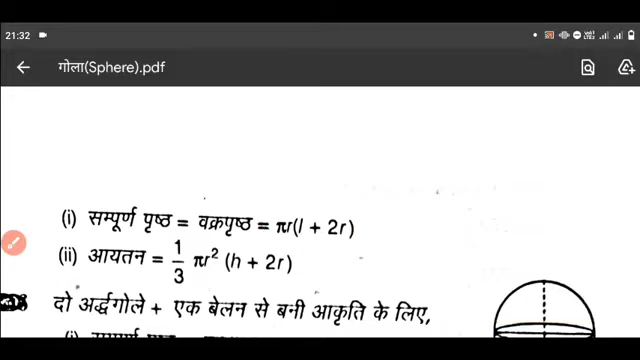 21:32
गोला(Sphere).pdf
(i) सम्पूर्ण पृष्ठ = वक्रपृष्ठ = πr(l + 2r)
(ii) आयतन = 1/3 πr² (h + 2r)
दो अर्द्धगोले + एक बेलन से बनी आकृति के लिए,
(i) सम्पूर्ण पृष्ठ